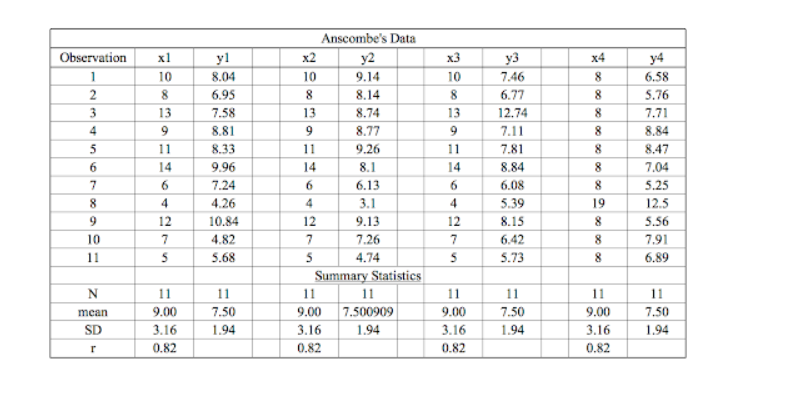 Anscombe's Data
Observation x1 y1 x2 y2 x3 y3 x4 y4
1 10 8.04 10 9.14 10 7.46 8 6.58
2 8 6.95 8 8.14 8 6.77 8 5.76
3 13 7.58 13 8.74 13 12.74 8 7.71
4 9 8.81 9 8.77 9 7.11 8 8.84
5 11 8.33 11 9.26 11 7.81 8 8.47
6 14 9.96 14 8.1 14 8.84 8 7.04
7 6 7.24 6 6.13 6 6.08 8 5.25
8 4 4.26 4 3.1 4 5.39 19 12.5
9 12 10.84 12 9.13 12 8.15 8 5.56
10 7 4.82 7 7.26 7 6.42 8 7.91
11 5 5.68 5 4.74 5 5.73 8 6.89
Summary Statistics
N 11 11 11 11 11 11 11 11
mean 9.00 7.50 9.00 7.500909 9.00 7.50 9.00 7.50
SD 3.16 1.94 3.16 1.94 3.16 1.94 3.16 1.94
r 0.82 0.82 0.82 0.82